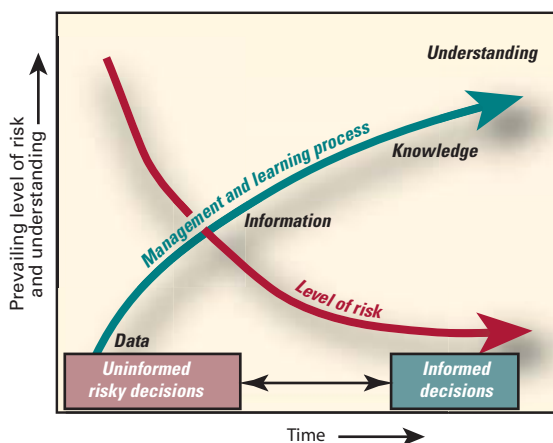 Understanding
Management and learning process
Knowledge
Information
Level of risk
Data
Uninformed
risky decisions
Informed
decisions
Prevailing level of risk
and understanding
Time